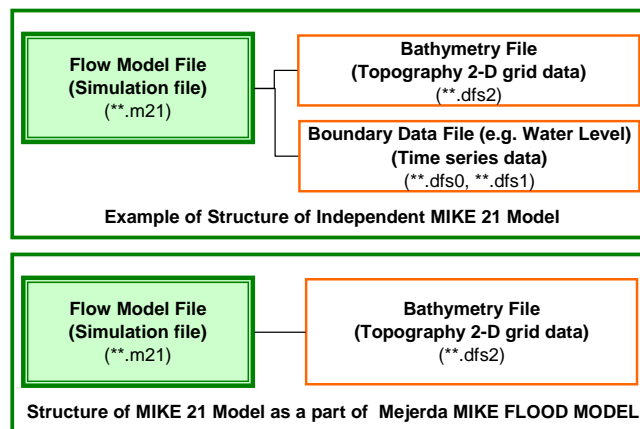 Flow Model File
(Simulation file)
(**.m21)
Bathymetry File
(Topography 2-D grid data)
(**.dfs2)
Boundary Data File (e.g. Water Level)
(Time series data)
(**.dfs0, **.dfs1)
Example of Structure of Independent MIKE 21 Model
Flow Model File
(Simulation file)
(**.m21)
Bathymetry File
(Topography 2-D grid data)
(**.dfs2)
Structure of MIKE 21 Model as a part of Mejerda MIKE FLOOD MODEL